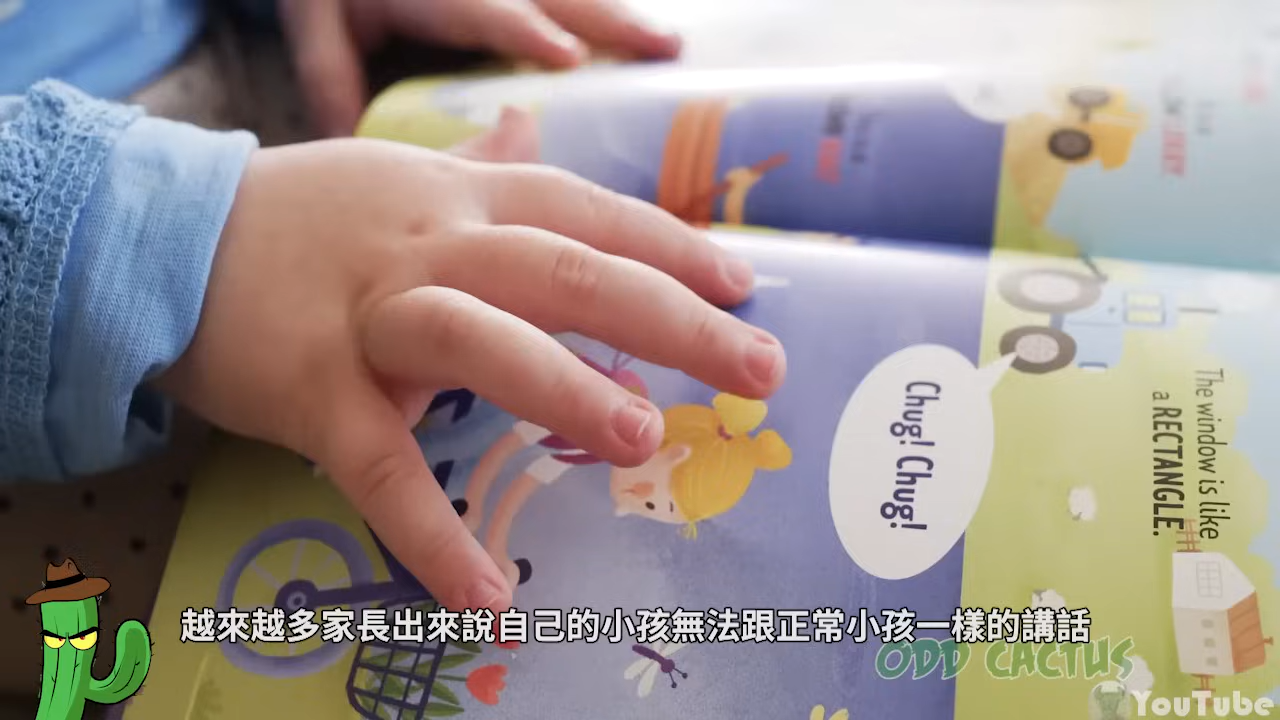 Chug! Chug!
The window is like
a RECTANGLE.
越來越多家長出來說自己的小孩無法跟正常小孩一樣的講話
ODD CACTUS
YouTube